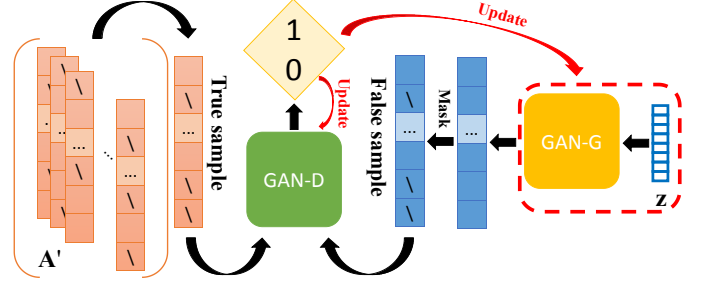 A'
\
\
\
...
...
...
\
...
\
...
\
\
...
\
\
True sample
1
0
Update
Update
GAN-D
False sample
\
...
\
\
Mask
...
GAN-G
z